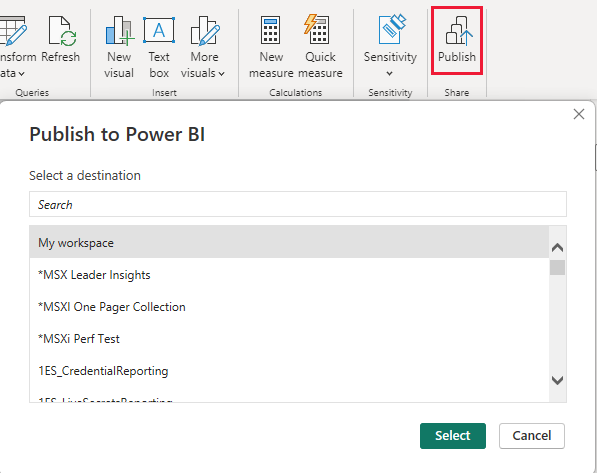 ansform Refresh
ata
New
visual
Text
box
More
visuals
New
measure
Quick
measure
Sensitivity
Publish
Queries
Insert
Calculations
Sensitivity
Share
Publish to Power BI
Select a destination
Search
My workspace
*MSX Leader Insights
*MSXI One Pager Collection
*MSXi Perf Test
1ES_CredentialReporting
1ES_LiveSecretsReporting
Select
Cancel